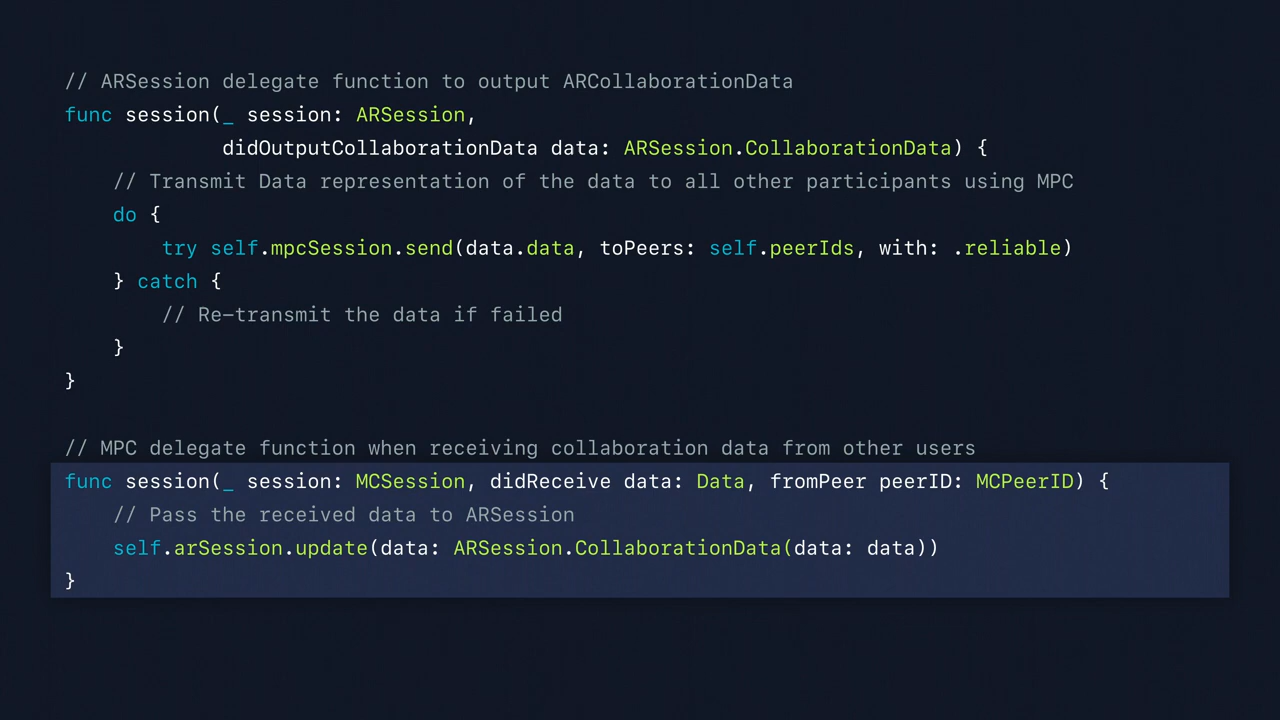 // ARSession delegate function to output ARCollaborationData
func session(_ session: ARSession,
             didOutputCollaborationData data: ARSession.CollaborationData) {
    // Transmit Data representation of the data to all other participants using MPC
    do {
        try self.mpcSession.send(data.data, toPeers: self.peerIds, with: .reliable)
    } catch {
        // Re-transmit the data if failed
    }
}

// MPC delegate function when receiving collaboration data from other users
func session(_ session: MCSession, didReceive data: Data, fromPeer peerID: MCPeerID) {
    // Pass the received data to ARSession
    self.arSession.update(data: ARSession.CollaborationData(data: data))
}